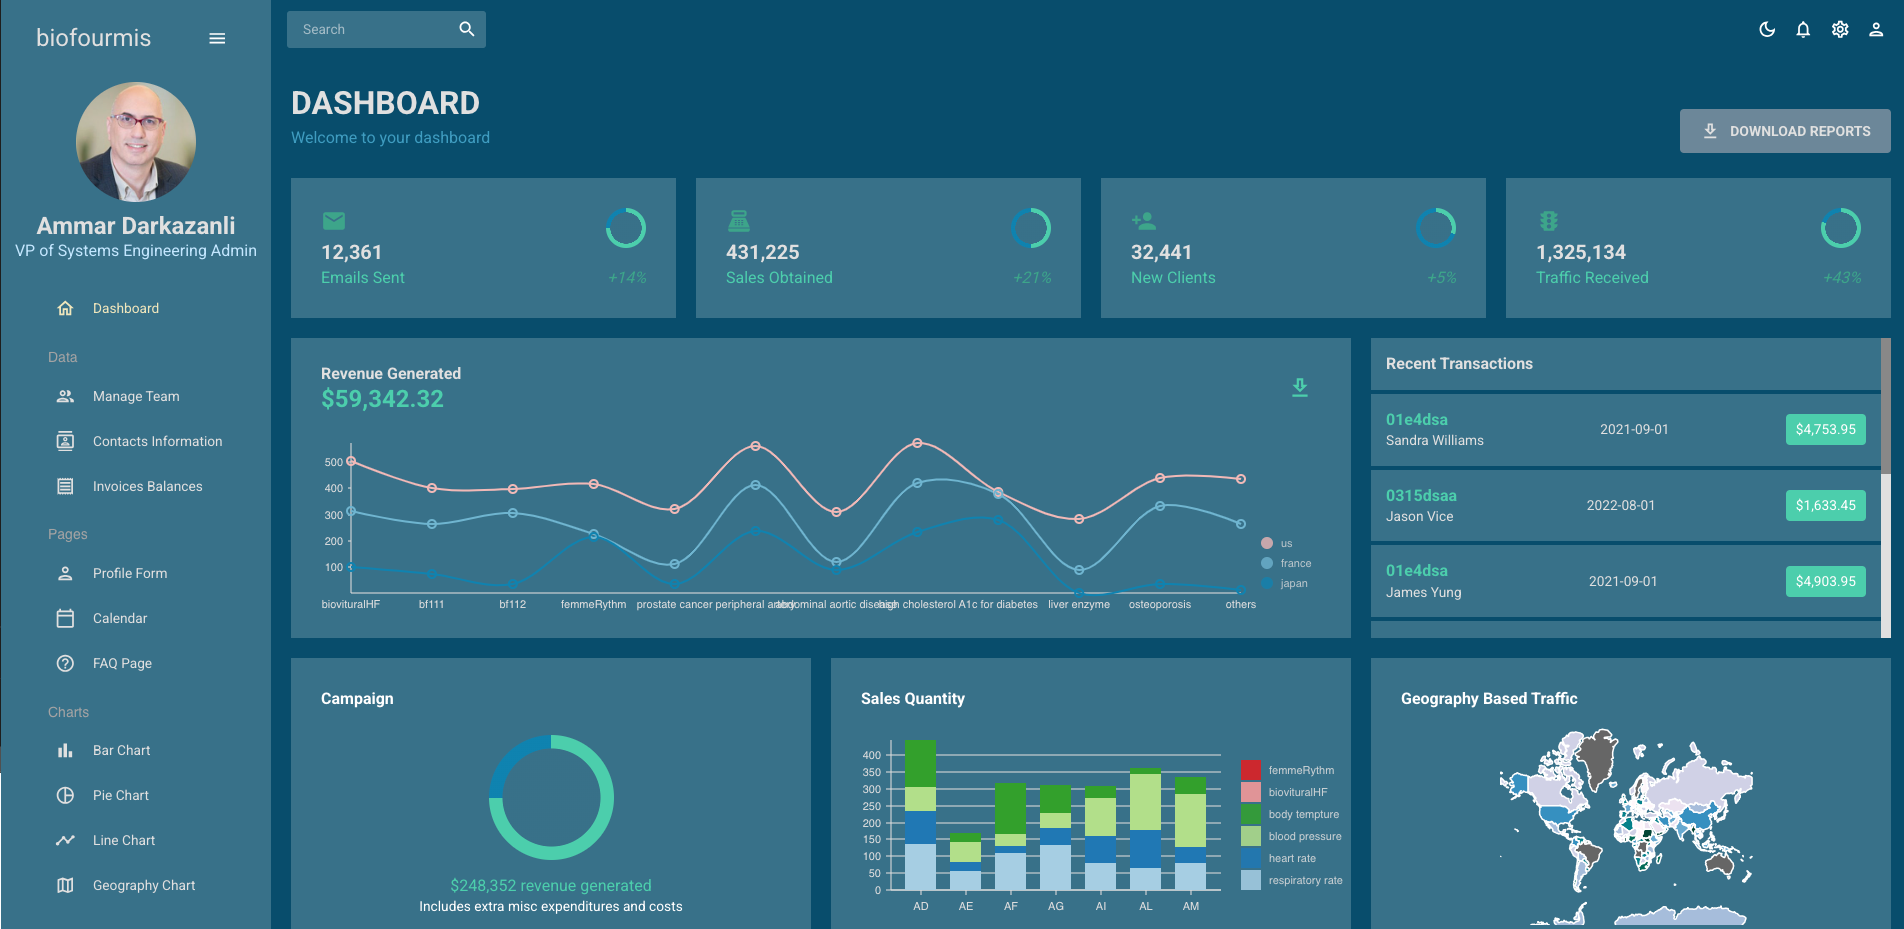 biofourmis
Search
Ammar Darkazanli
VP of Systems Engineering Admin
Dashboard
Data
Manage Team
Contacts Information
Invoices Balances
Pages
Profile Form
Calendar
FAQ Page
Charts
Bar Chart
Pie Chart
Line Chart
Geography Chart
DASHBOARD
Welcome to your dashboard
DOWNLOAD REPORTS
12,361
Emails Sent +14%
431,225
Sales Obtained +21%
32,441
New Clients +5%
1,325,134
Traffic Received +43%
Revenue Generated
$59,342.32
500
400
300
200
100
us
france
japan
biovituralHF bf111 bf112 femmeRythm prostate cancer peripheral abdominal aortic disease high cholesterol A1c for diabetes liver enzyme osteoporosis others
Recent Transactions
01e4dsa
Sandra Williams
2021-09-01
$4,753.95
0315dsaa
Jason Vice
2022-08-01
$1,633.45
01e4dsa
James Yung
2021-09-01
$4,903.95
Campaign
$248,352 revenue generated
Includes extra misc expenditures and costs
Sales Quantity
400
350
300
250
200
150
100
50
0
AD AE AF AG AI AL AM
femmeRythm
biovituralHF
body tempture
blood pressure
heart rate
respiratory rate
Geography Based Traffic